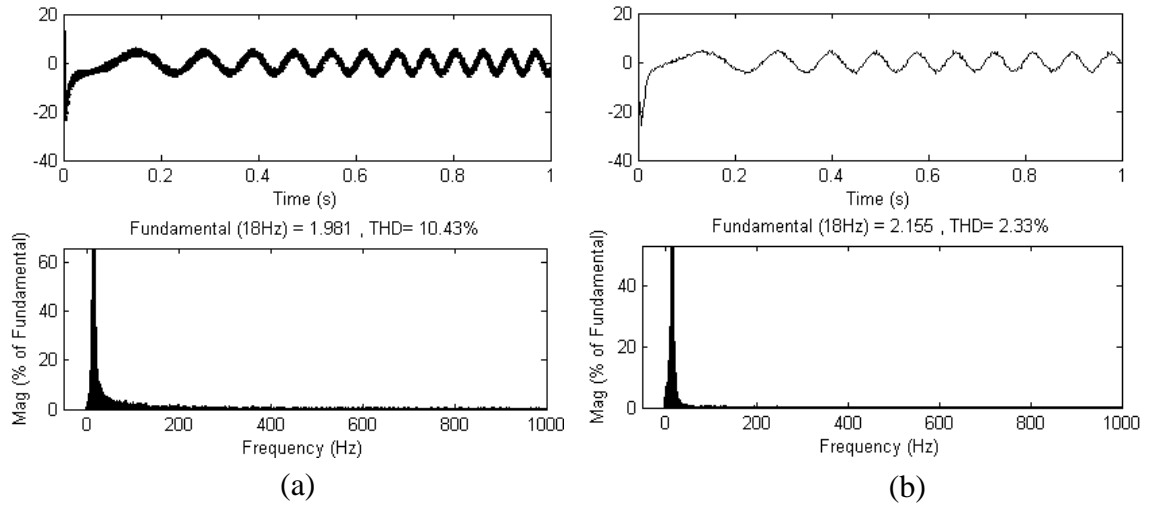 20
0
-20
-40
0 0.2 0.4 0.6 0.8 1
Time (s)
Fundamental (18Hz) = 1.981 , THD= 10.43%
Mag (% of Fundamental)
60
40
20
0
0 200 400 600 800 1000
Frequency (Hz)
(a)
20
0
-20
-40
0 0.2 0.4 0.6 0.8 1
Time (s)
Fundamental (18Hz) = 2.155 , THD= 2.33%
Mag (% of Fundamental)
40
20
0
0 200 400 600 800 1000
Frequency (Hz)
(b)